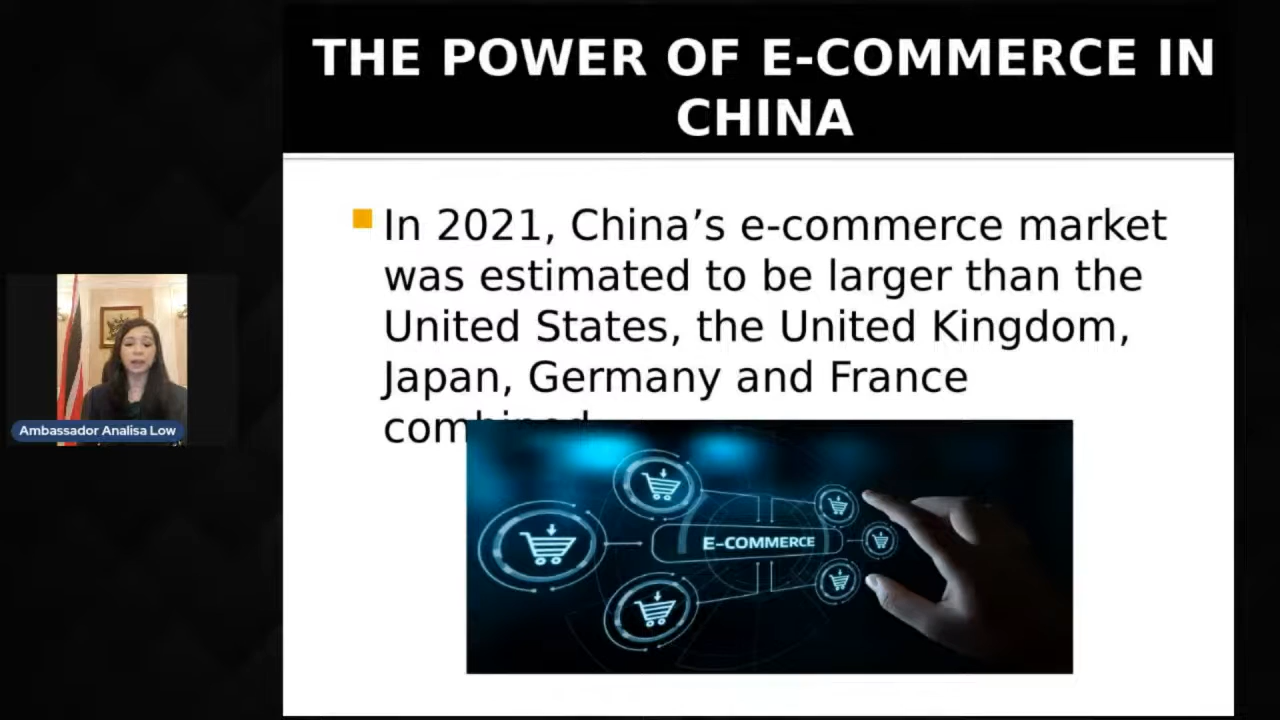 THE POWER OF E-COMMERCE IN
CHINA
In 2021, China’s e-commerce market
was estimated to be larger than the
United States, the United Kingdom,
Japan, Germany and France
combined
E-COMMERCE
Ambassador Analisa Low